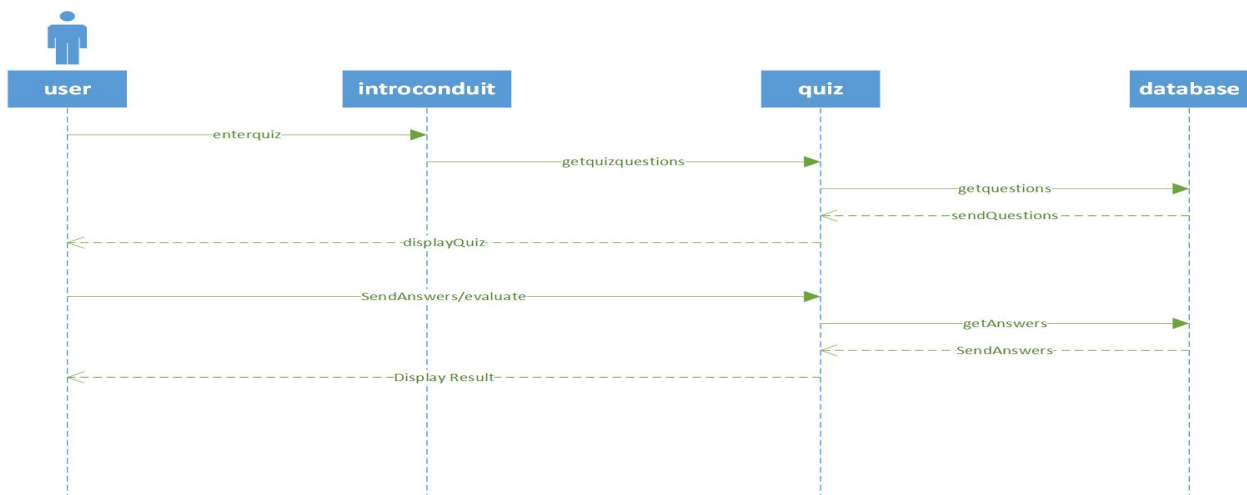 user introconduit quiz database
enterquiz
getquizquestions
getquestions
sendQuestions
displayQuiz
SendAnswers/evaluate
getAnswers
SendAnswers
Display Result